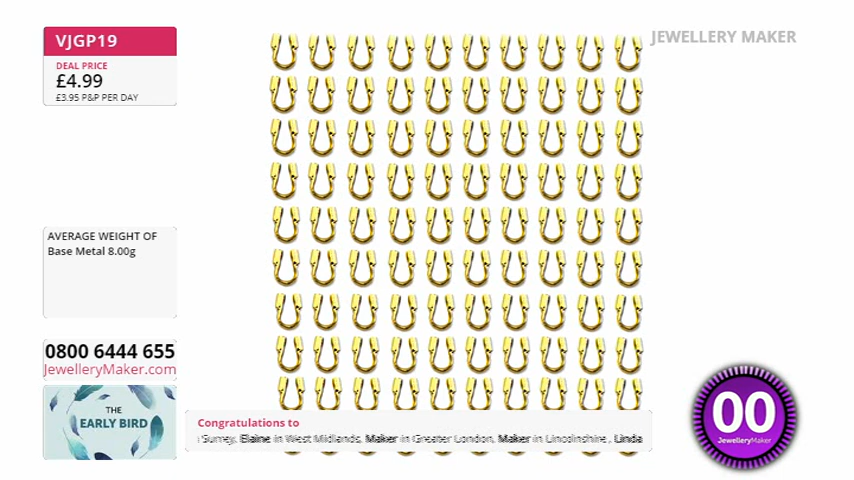 VJGP19
JEWELLERY MAKER
DEAL PRICE
£4.99
£3.95 P&P PER DAY
AVERAGE WEIGHT OF
Base Metal 8.00g
0800 6444 655
JewelleryMaker.com
THE
EARLY BIRD
Congratulations to
Surrey, Elaine in West Midlands, Maker in Greater London, Maker in Lincolnshire, Linda
00
JewelleryMaker